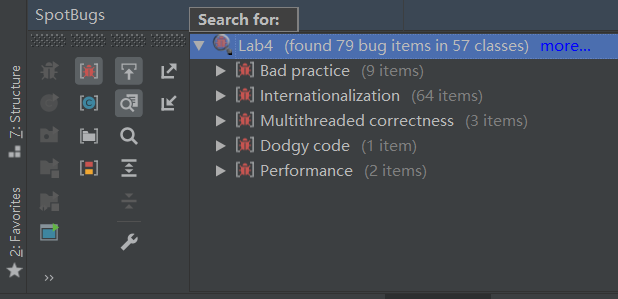 SpotBugs
Search for:
Lab4 (found 79 bug items in 57 classes) more...
Bad practice (9 items)
Internationalization (64 items)
Multithreaded correctness (3 items)
Dodgy code (1 item)
Performance (2 items)
7: Structure
2: Favorites